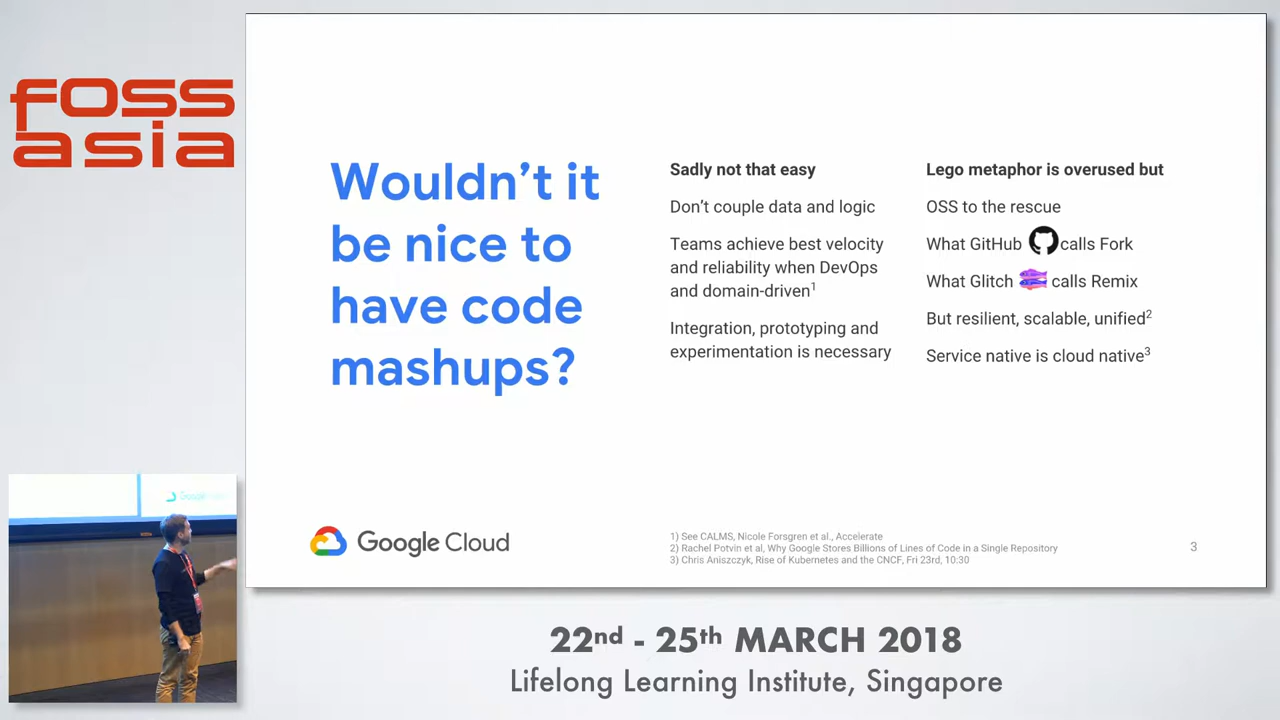 foss
asia
Wouldn't it
be nice to
have code
mashups?
Sadly not that easy
Don't couple data and logic
Teams achieve best velocity
and reliability when DevOps
and domain-driven1
Integration, prototyping and
experimentation is necessary
Lego metaphor is overused but
OSS to the rescue
What GitHub calls Fork
What Glitch calls Remix
But resilient, scalable, unified2
Service native is cloud native3
Google Cloud
1) See CALMS, Nicole Forsgren et al., Accelerate
2) Rachel Potvin et al, Why Google Stores Billions of Lines of Code in a Single Repository
3) Chris Aniszczyk, Rise of Kubernetes and the CNCF, Fri 23rd, 10:30
3
Google
22nd - 25th MARCH 2018
Lifelong Learning Institute, Singapore